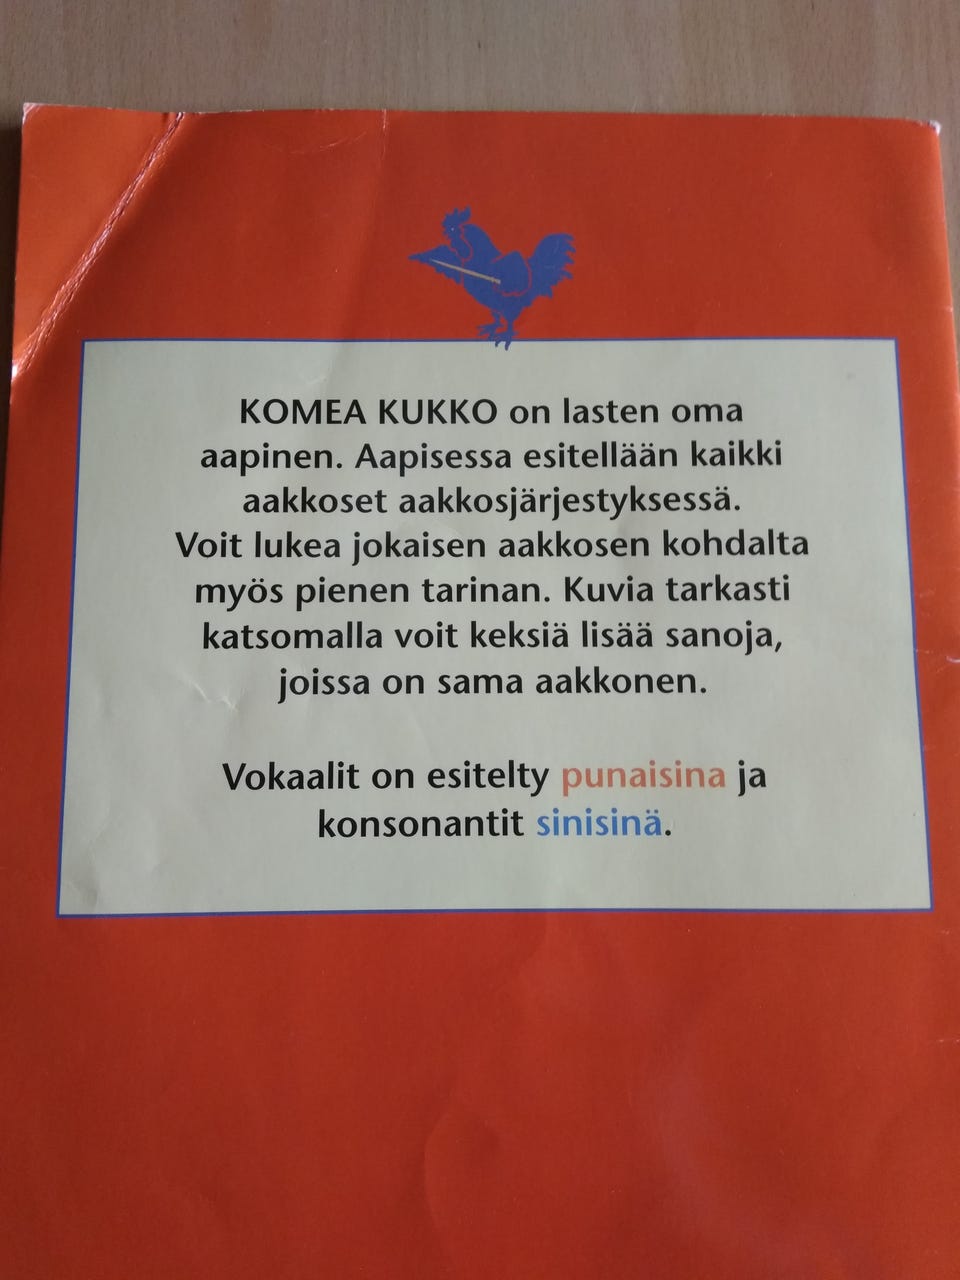 KOMEA KUKKO on lasten oma
aapinen. Aapisessa esitellään kaikki
aakkoset aakkosjärjestyksessä.
Voit lukea jokaisen aakkosen kohdalta
myös pienen tarinan. Kuvia tarkasti
katsomalla voit keksiä lisää sanoja,
joissa on sama aakkonen.
Vokaalit on esitelty punaisina ja
konsonantit sinisinä.